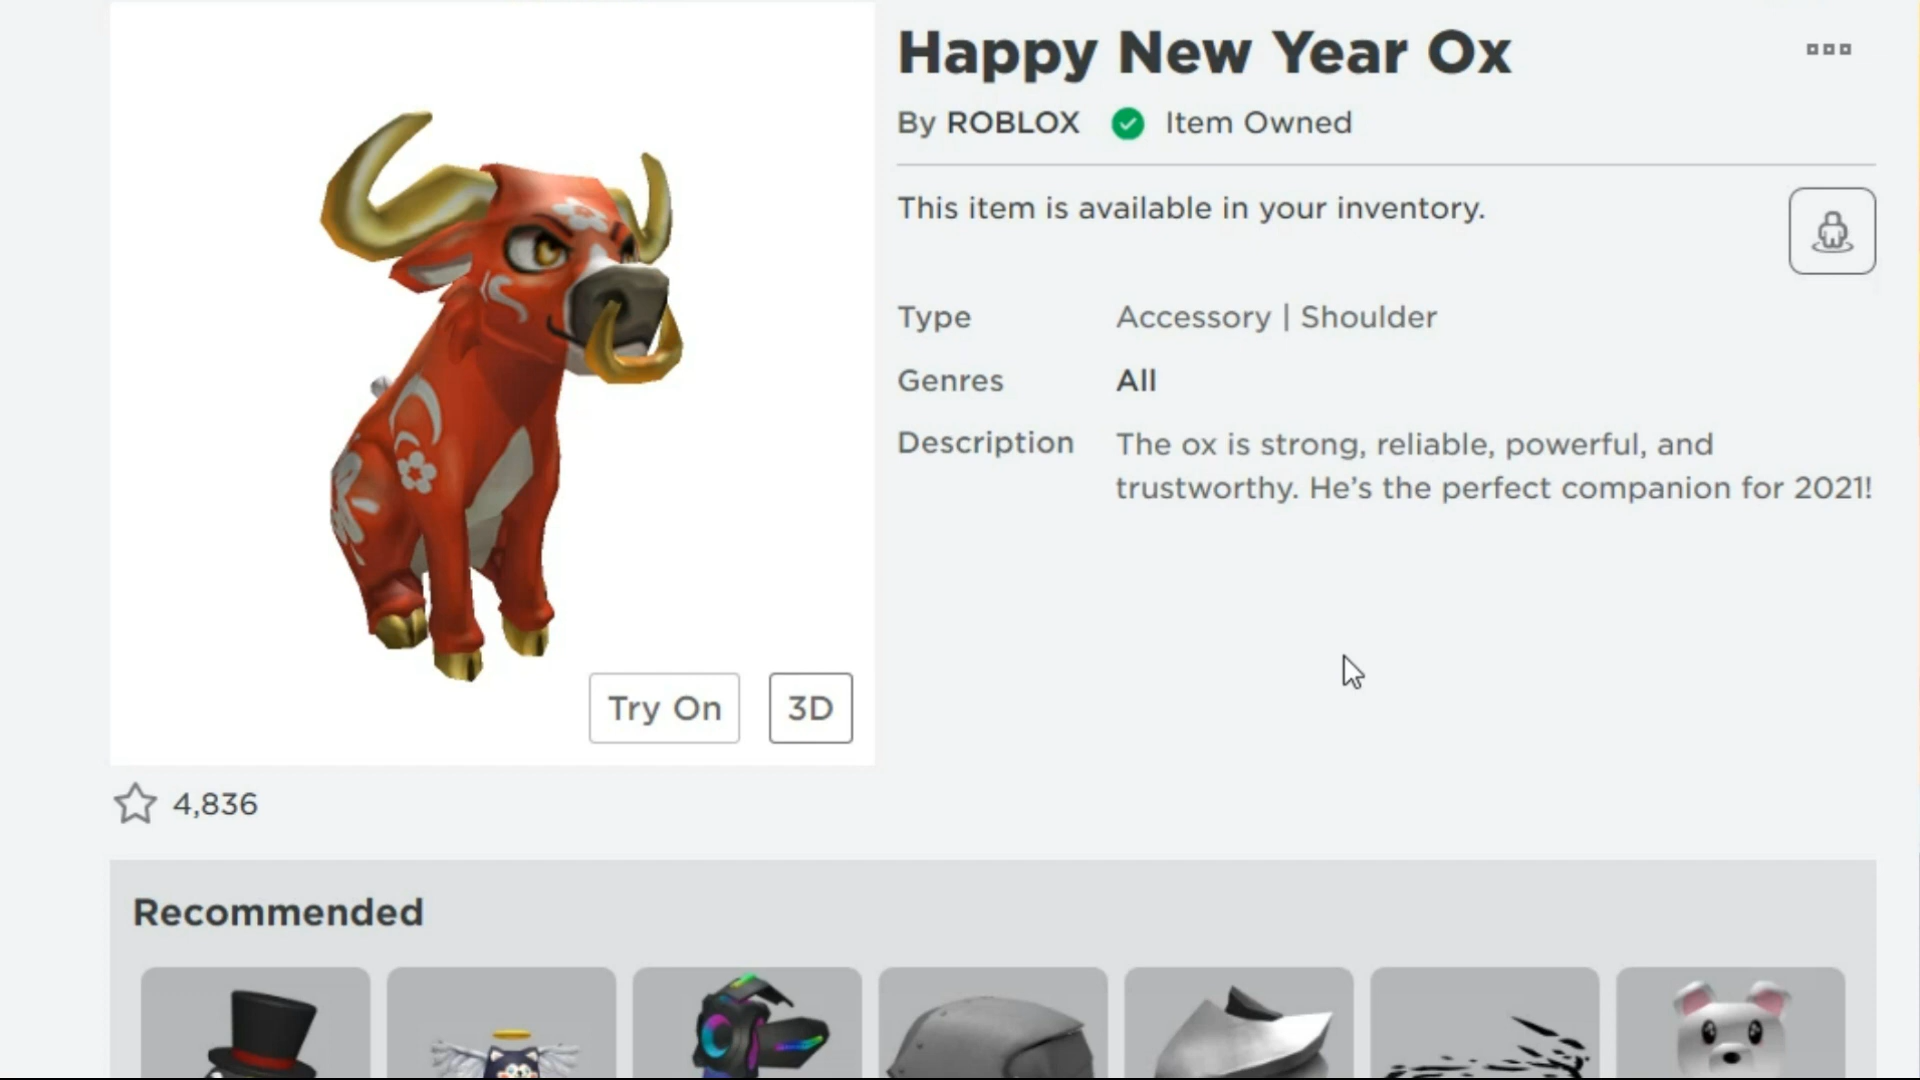 Happy New Year Ox
By ROBLOX Item Owned
This item is available in your inventory.
Type Accessory | Shoulder
Genres All
Description The ox is strong, reliable, powerful, and
trustworthy. He's the perfect companion for 2021!
Try On 3D
4,836
Recommended